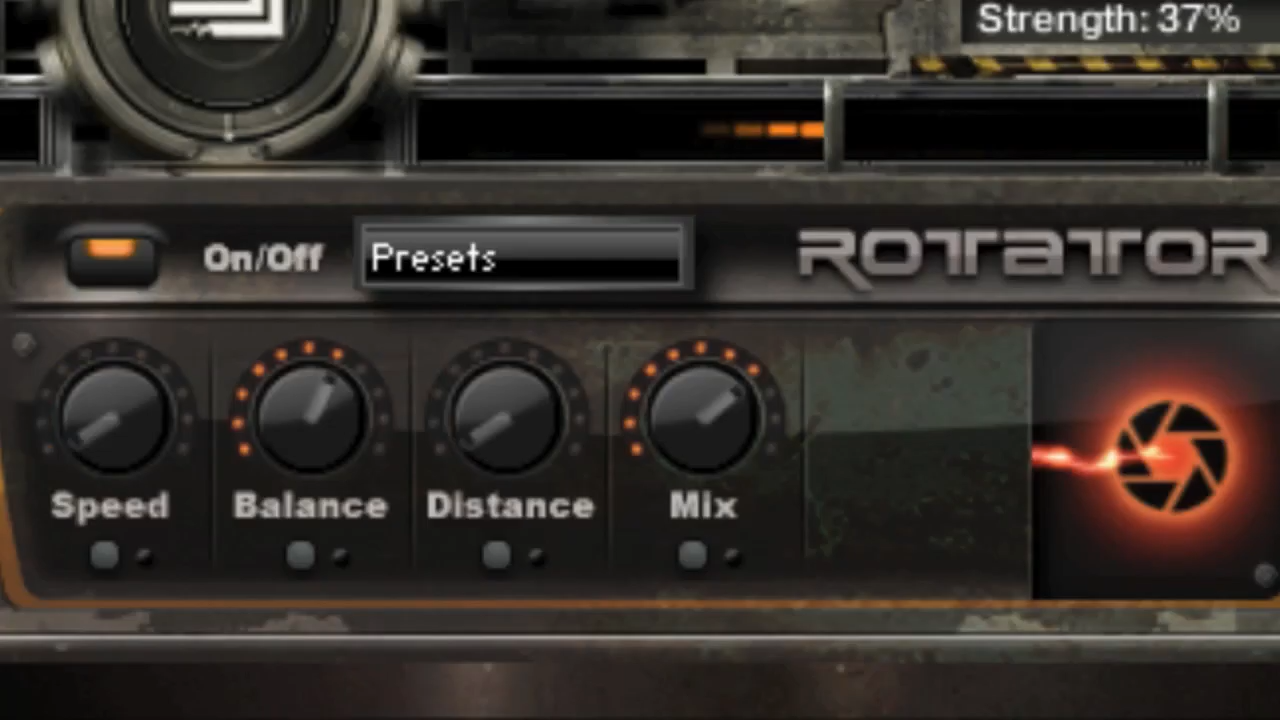 Strength: 37%
On/Off
Presets
ROTATOR
Speed
Balance
Distance
Mix